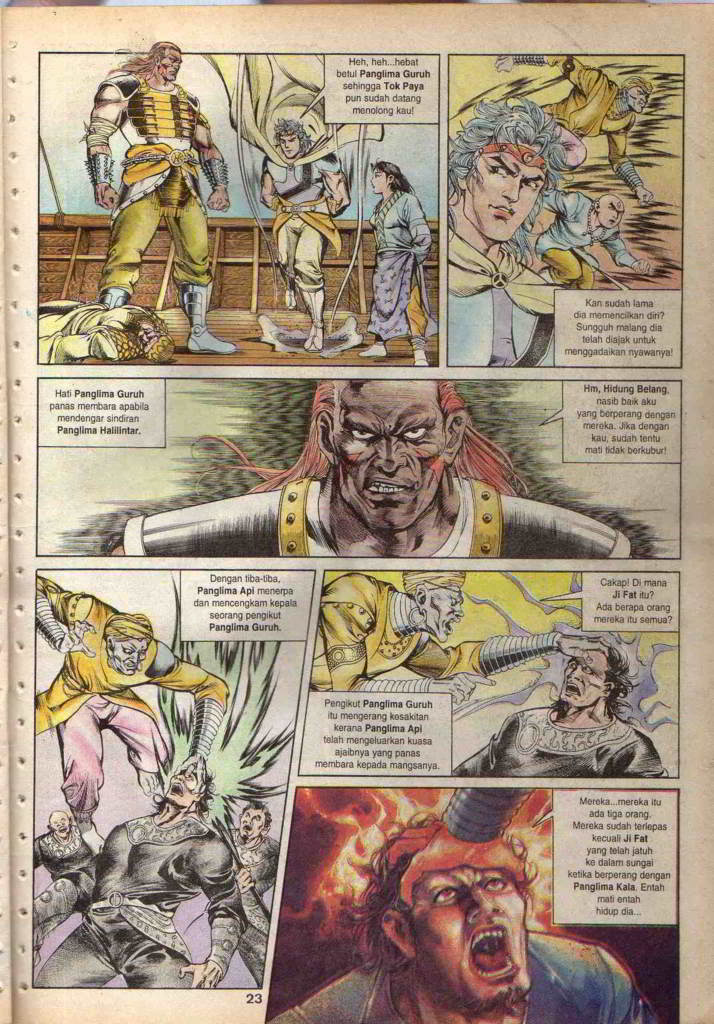 Heh, heh...hebat
betul Panglima Guruh
sehingga Tok Paya
pun sudah datang
menolong kau!
Kan sudah lama
dia memencilkan diri?
Sungguh malang dia
telah diajak untuk
menggadaikan nyawanya!
Hati Panglima Guruh
panas membara apabila
mendengar sindiran
Panglima Halilintar.
Hm, Hidung Belang,
nasib baik aku
yang berperang dengan
mereka. Jika dengan
kau, sudah tentu
mati tidak berkubur!
Dengan tiba-tiba,
Panglima Api menerpa
dan mencengkam kepala
seorang pengikut
Panglima Guruh.
Cakap! Di mana
Ji Fat itu?
Ada berapa orang
mereka itu semua?
Pengikut Panglima Guruh
itu mengerang kesakitan
kerana Panglima Api
telah mengeluarkan kuasa
ajaibnya yang panas
membara kepada mangsanya.
Mereka...mereka itu
ada tiga orang.
Mereka sudah terlepas
kecuali Ji Fat
yang telah jatuh
ke dalam sungai
ketika berperang dengan
Panglima Kala. Entah
mati entah
hidup dia...
23